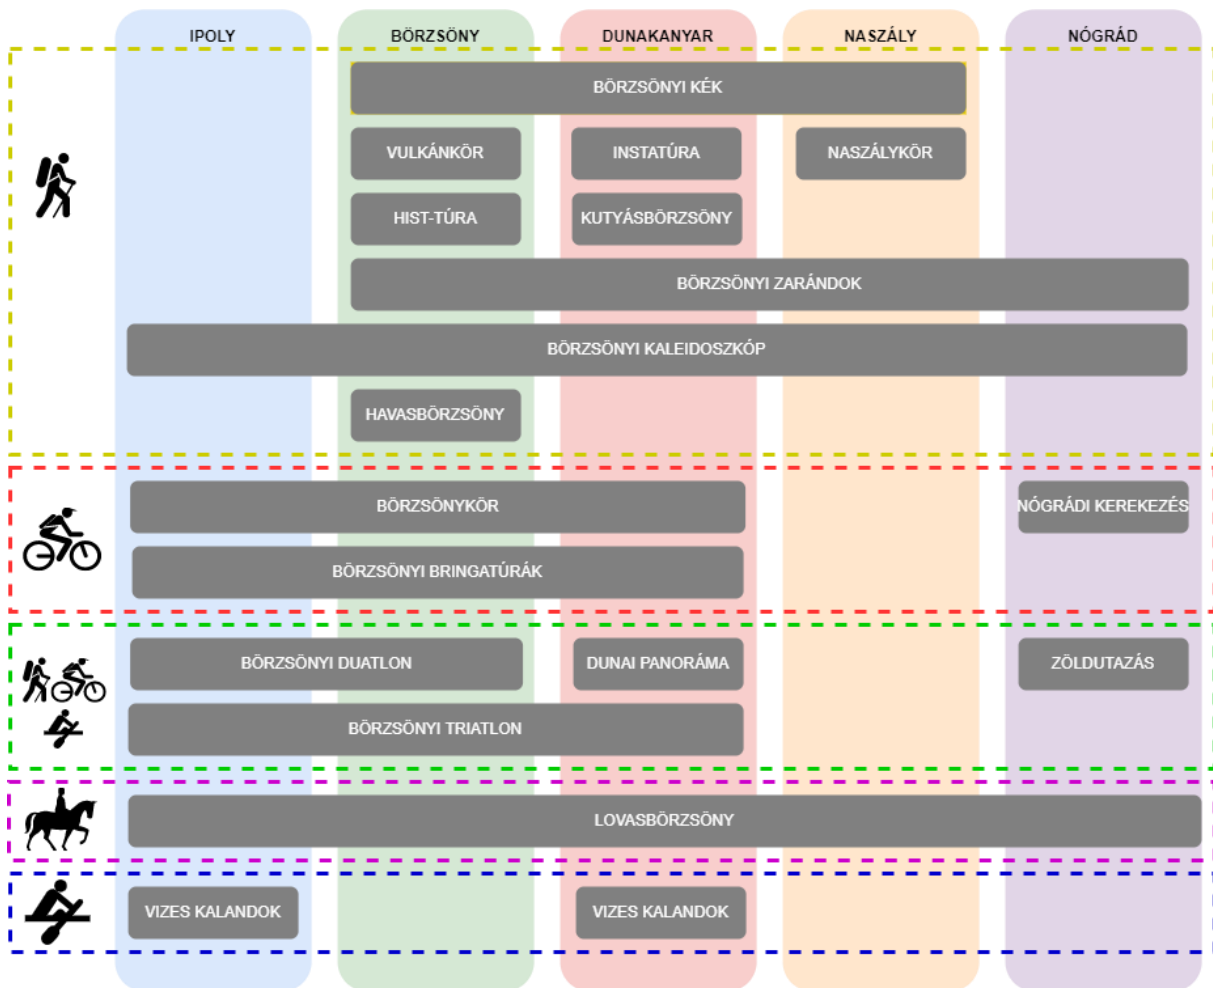 IPOLY
BÖRZSÖNY
DUNAKANYAR
NASZÁLY
NÓGRÁD
BÖRZSÖNYI KÉK
VULKÁNKÖR
INSTATÚRA
NASZÁLYKÖR
HIST-TÚRA
KUTYÁSBÖRZSÖNY
BÖRZSÖNYI ZARÁNDOK
BÖRZSÖNYI KALEIDOSZKÓP
HAVASBÖRZSÖNY
BÖRZSÖNYKÖR
NÓGRÁDI KEREKEZÉS
BÖRZSÖNYI BRINGATÚRÁK
BÖRZSÖNYI DUATLON
DUNAI PANORÁMA
ZÖLDUTAZÁS
BÖRZSÖNYI TRIATLON
LOVASBÖRZSÖNY
VIZES KALANDOK
VIZES KALANDOK